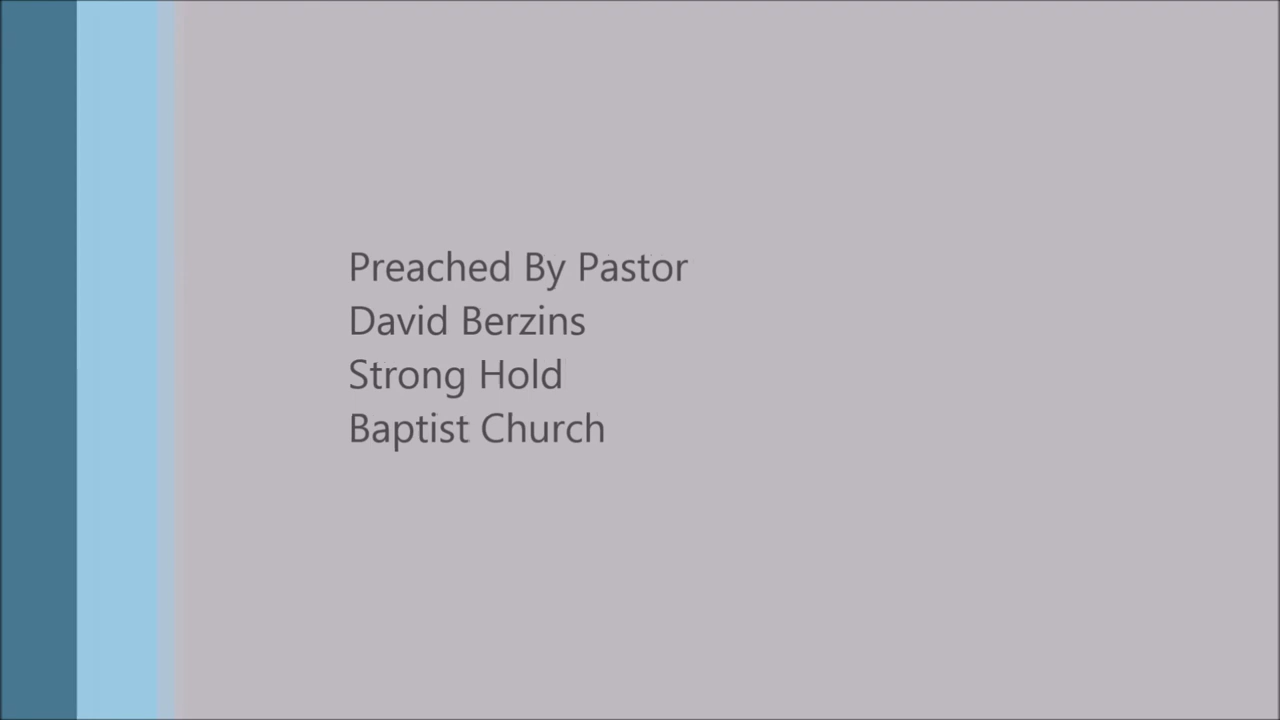 Preached By Pastor
David Berzins
Strong Hold
Baptist Church